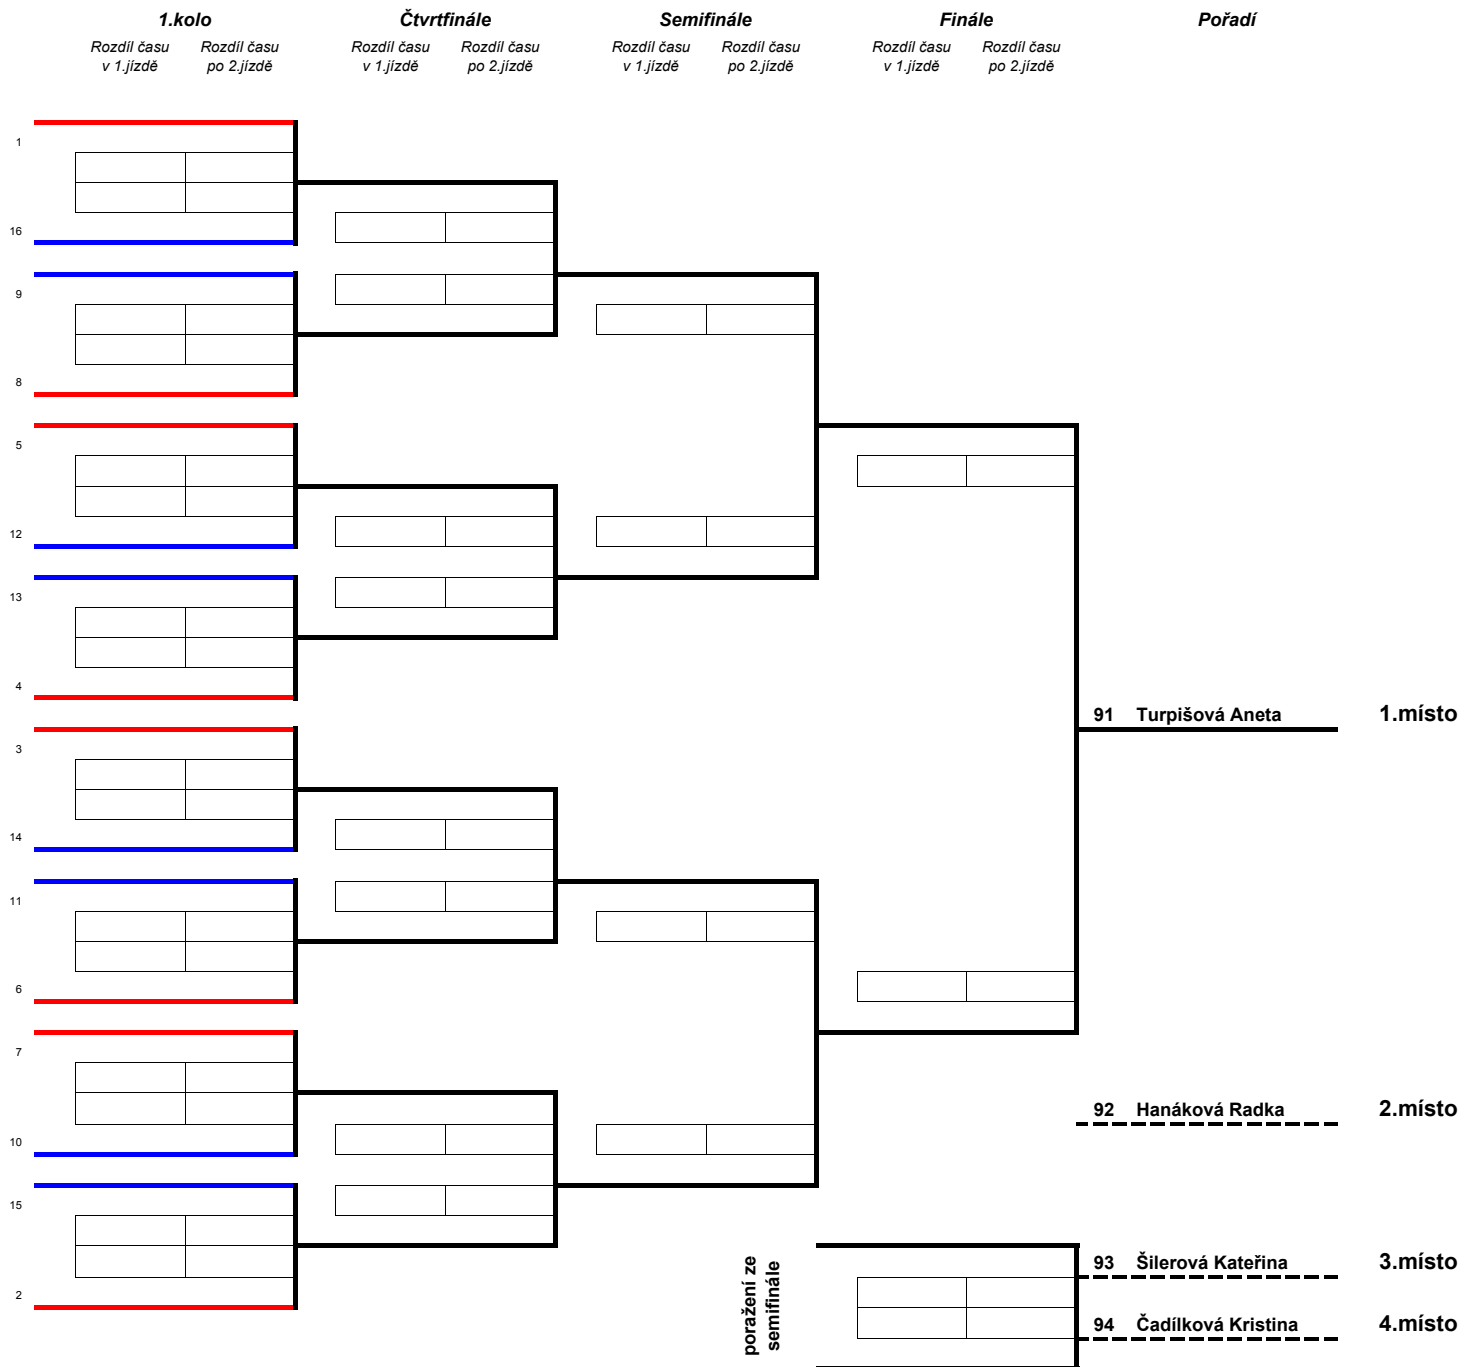 1.kolo Čtvrtfinále Semifinále Finále Pořadí
Rozdíl času Rozdíl času Rozdíl času Rozdíl času Rozdíl času Rozdíl času Rozdíl času Rozdíl času
v 1.jízdě po 2.jízdě v 1.jízdě po 2.jízdě v 1.jízdě po 2.jízdě v 1.jízdě po 2.jízdě
1
16
9
8
5
12
13
4
91 Turpišová Aneta 1.místo
3
14
11
6
7
92 Hanáková Radka 2.místo
10
15
93 Šilerová Kateřina 3.místo
2
94 Čadílková Kristina 4.místo
poražení ze
semifinále